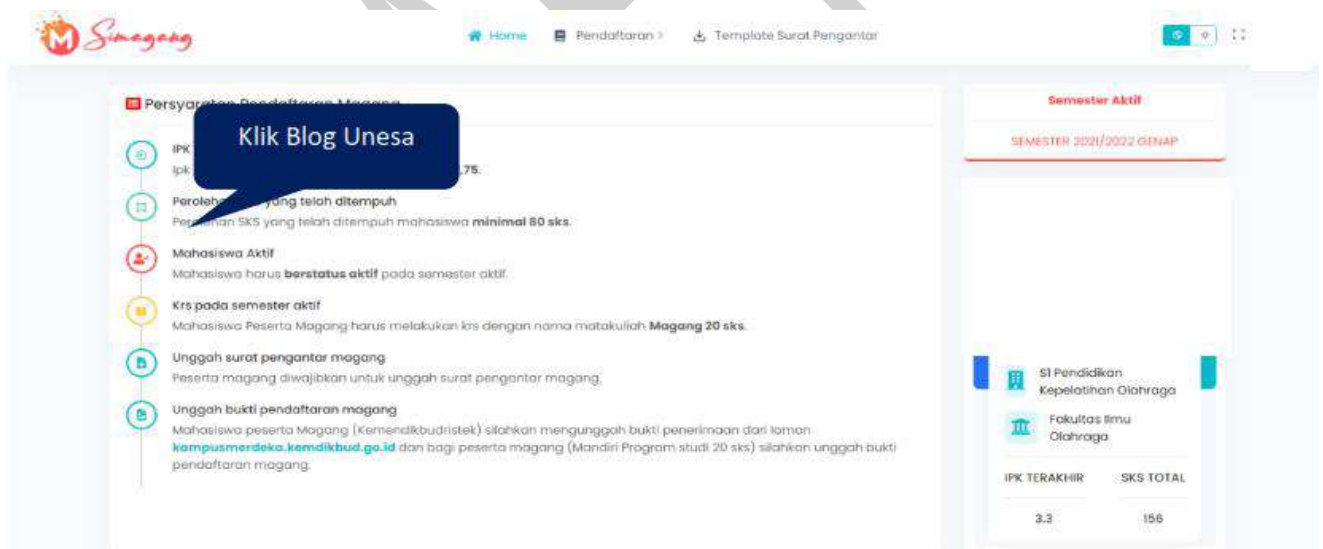 Simagang
Home
Pendaftaran >
Template Surat Pengantar
Persyaratan Pendaftaran Magang
Klik Blog Unesa
IPK
Ipk ,75.
yang telah ditempuh
Perolehan SKS yang telah ditempuh mahasiswa minimal 80 sks.
Mahasiswa Aktif
Mahasiswa harus berstatus aktif pada semester aktif.
Krs pada semester aktif
Mahasiswa Peserta Magang harus melakukan krs dengan nama matakuliah Magang 20 sks.
Unggah surat pengantar magang
Peserta magang diwajibkan untuk unggah surat pengantar magang.
Unggah bukti pendaftaran magang
Mahasiswa peserta Magang (Kemendikbudristek) silahkan mengunggah bukti penerimaan dari laman
kampusmerdeka.kemdikbud.go.id dan bagi peserta magang (Mandiri Program studi 20 sks) silahkan unggah bukti
pendaftaran magang.
Semester Aktif
SEMESTER 2021/2022 GENAP
S1 Pendidikan
Kepelatihan Olahraga
Fakultas Ilmu
Olahraga
IPK TERAKHIR SKS TOTAL
3.3 156